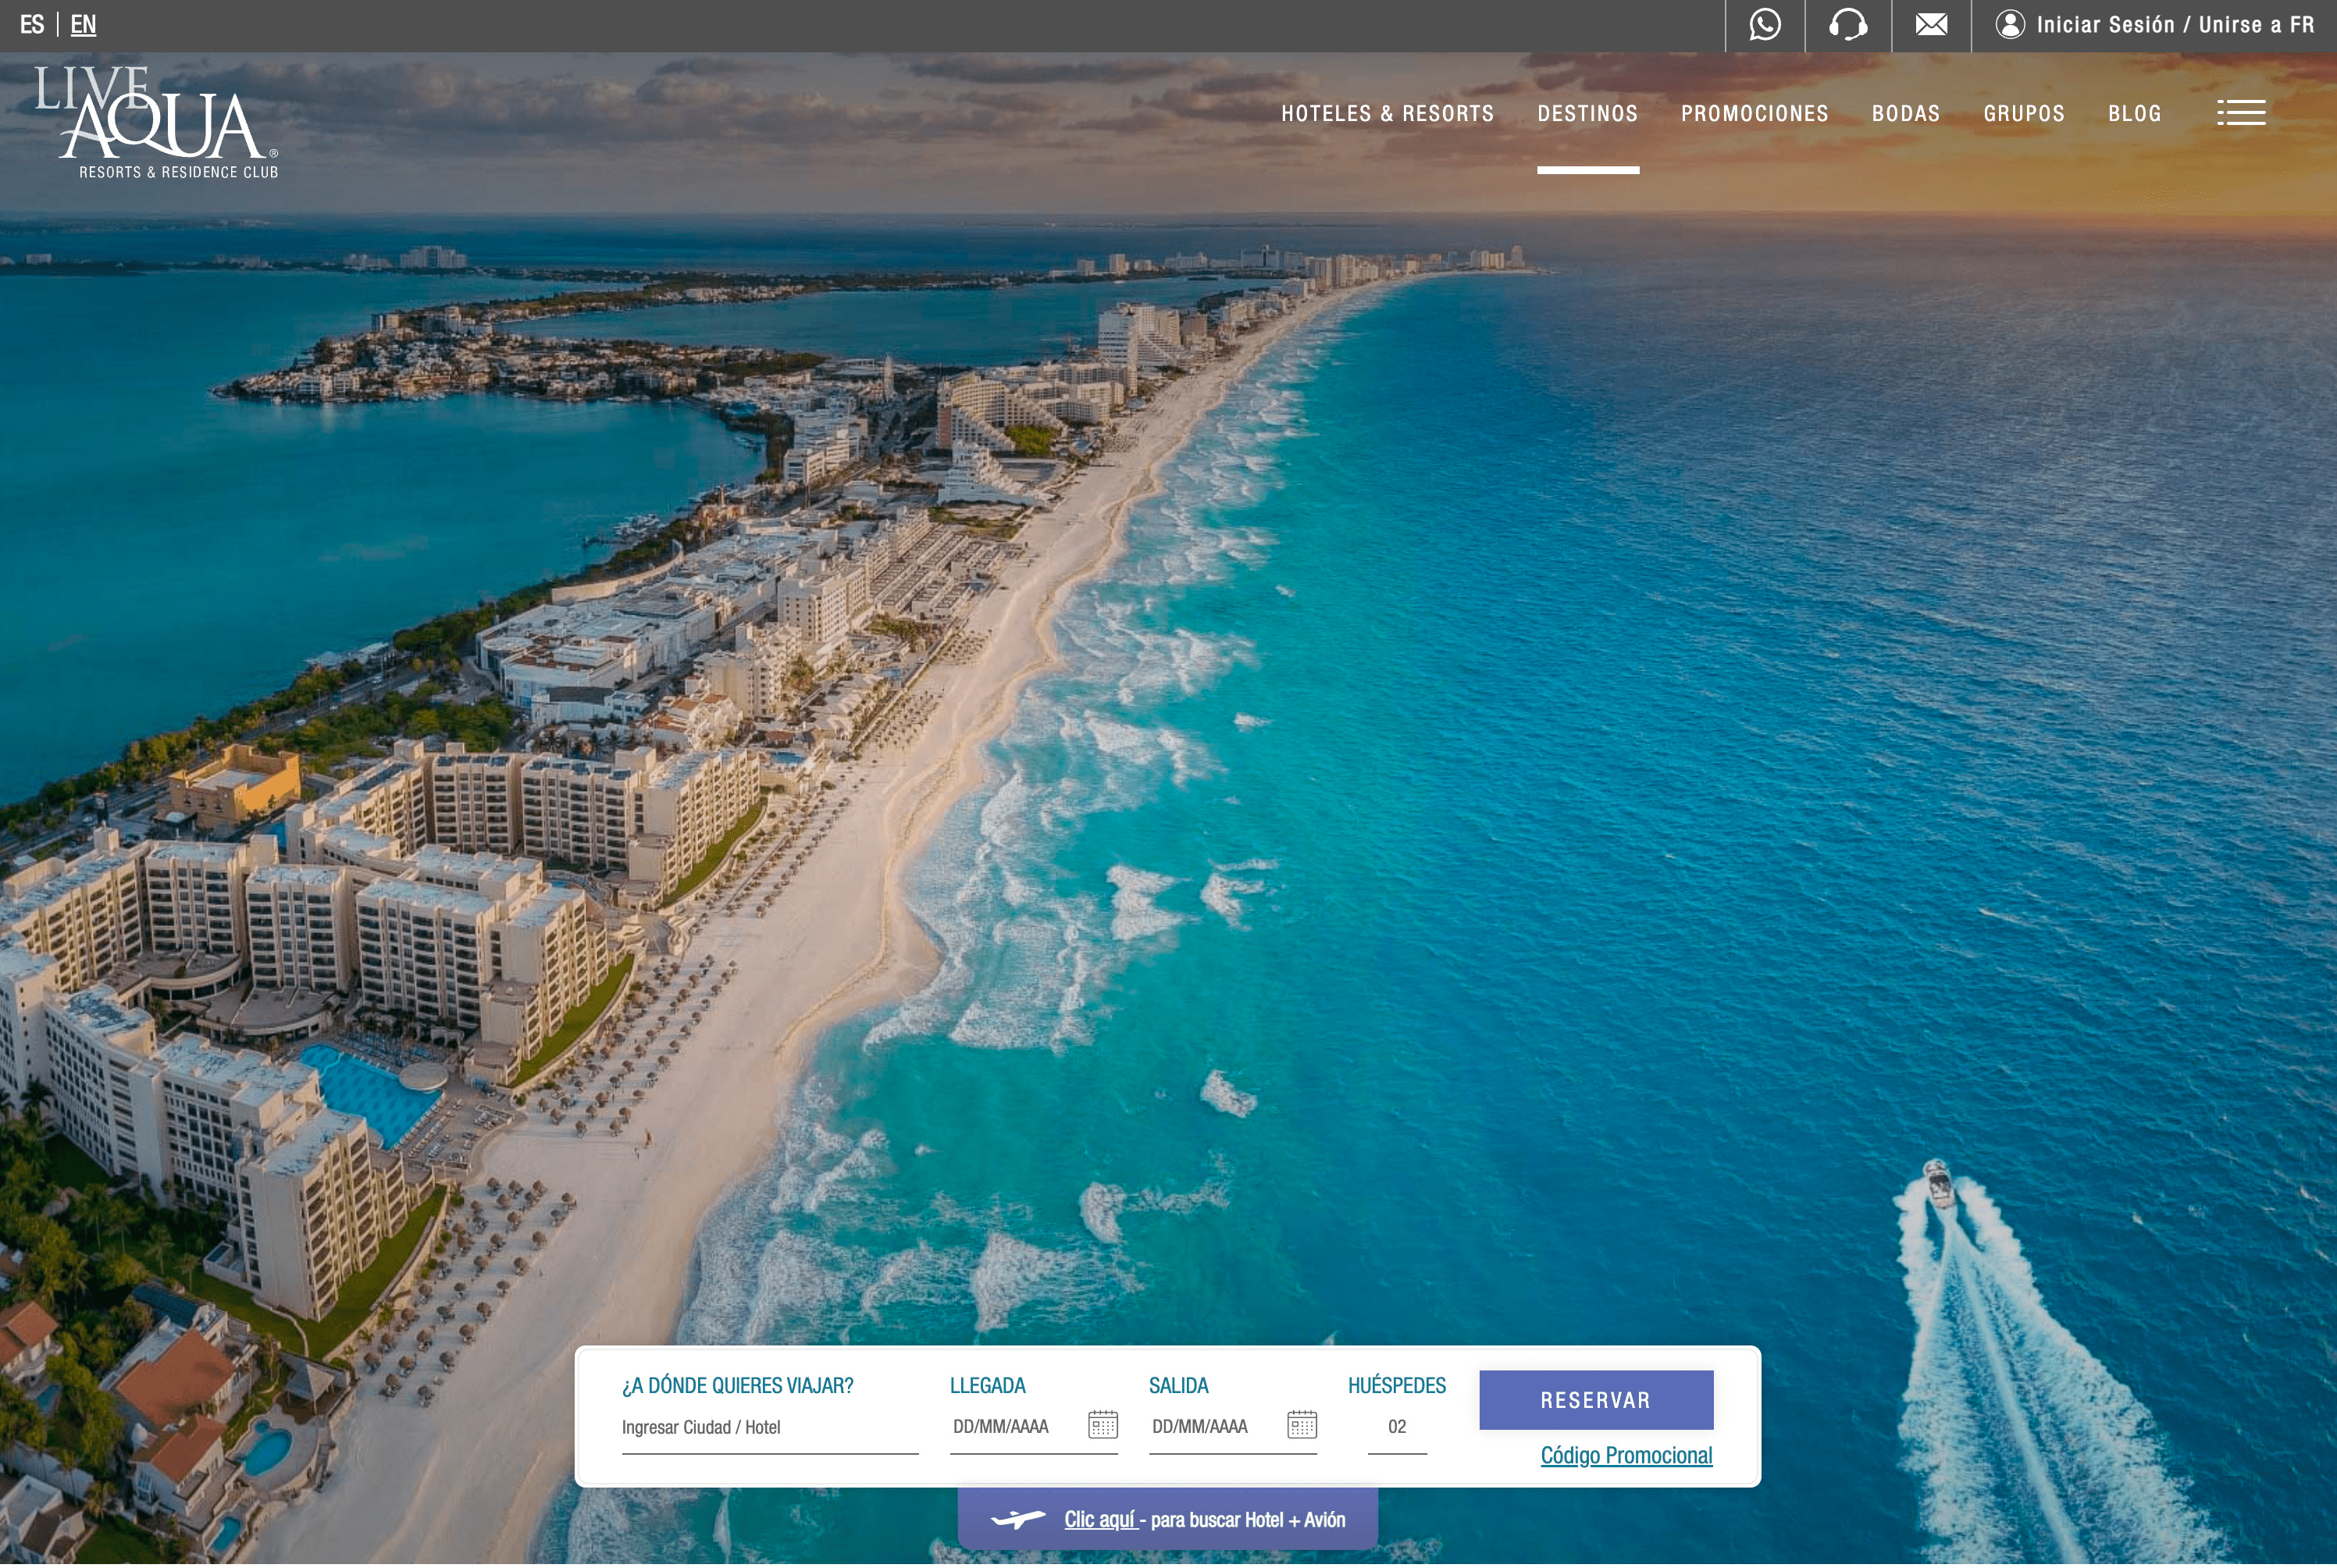 ES | EN
Iniciar Sesión / Unirse a FR
LIVE
AQUA®
RESORTS & RESIDENCE CLUB
HOTELES & RESORTS
DESTINOS
PROMOCIONES
BODAS
GRUPOS
BLOG
¿A DÓNDE QUIERES VIAJAR?
Ingresar Ciudad / Hotel
LLEGADA
DD/MM/AAAA
SALIDA
DD/MM/AAAA
HUÉSPEDES
02
RESERVAR
Código Promocional
Clic aquí - para buscar Hotel + Avión